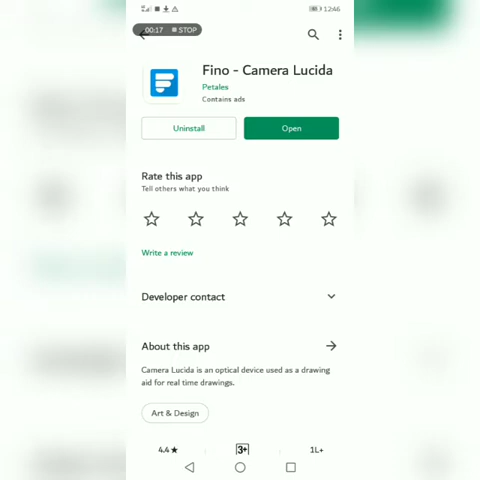 12:46
00:17 STOP
Fino - Camera Lucida
Petales
Contains ads
Uninstall
Open
Rate this app
Tell others what you think
Write a review
Developer contact
About this app
Camera Lucida is an optical device used as a drawing
aid for real time drawings.
Art & Design
4.4★
3+
1L+